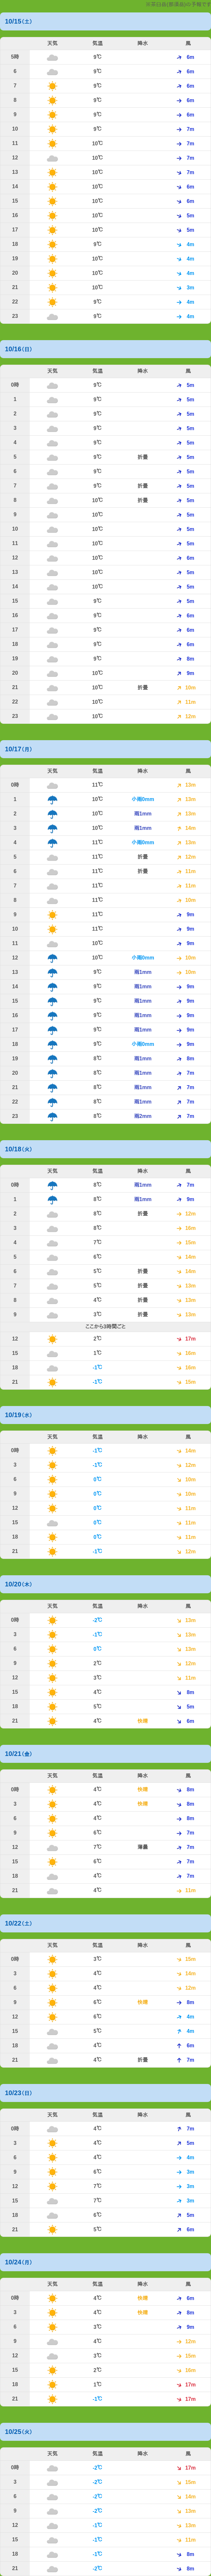 10/15(土)
天気 気温 降水 風
5時 9℃ 6m
6 9℃ 6m
7 9℃ 6m
8 9℃ 6m
9 9℃ 6m
10 9℃ 7m
11 10℃ 7m
12 10℃ 7m
13 10℃ 7m
14 10℃ 6m
15 10℃ 6m
16 10℃ 5m
17 10℃ 5m
18 9℃ 4m
19 10℃ 4m
20 10℃ 4m
21 10℃ 3m
22 9℃ 4m
23 9℃ 4m
10/16(日)
天気 気温 降水 風
0時 9℃ 5m
1 9℃ 5m
2 9℃ 5m
3 9℃ 5m
4 9℃ 5m
5 9℃ 折曇 5m
6 9℃ 5m
7 9℃ 折曇 5m
8 10℃ 折曇 5m
9 10℃ 5m
10 10℃ 5m
11 10℃ 5m
12 10℃ 6m
13 10℃ 5m
14 10℃ 5m
15 9℃ 5m
16 9℃ 6m
17 9℃ 6m
18 9℃ 6m
19 9℃ 8m
20 10℃ 9m
21 10℃ 折曇 10m
22 10℃ 11m
23 10℃ 12m
10/17(月)
天気 気温 降水 風
0時 11℃ 13m
1 10℃ 小雨0mm 13m
2 10℃ 雨1mm 13m
3 10℃ 雨1mm 14m
4 11℃ 小雨0mm 13m
5 11℃ 折曇 12m
6 11℃ 折曇 11m
7 11℃ 11m
8 11℃ 10m
9 11℃ 9m
10 11℃ 9m
11 10℃ 9m
12 10℃ 小雨0mm 10m
13 9℃ 雨1mm 10m
14 9℃ 雨1mm 9m
15 9℃ 雨1mm 9m
16 9℃ 雨1mm 9m
17 9℃ 雨1mm 9m
18 9℃ 小雨0mm 9m
19 8℃ 雨1mm 8m
20 8℃ 雨1mm 7m
21 8℃ 雨1mm 7m
22 8℃ 雨1mm 7m
23 8℃ 雨2mm 7m
10/18(火)
天気 気温 降水 風
0時 8℃ 雨1mm 7m
1 8℃ 雨1mm 9m
2 8℃ 折曇 12m
3 8℃ 16m
4 7℃ 15m
5 6℃ 14m
6 5℃ 折曇 14m
7 5℃ 折曇 13m
8 4℃ 折曇 13m
9 3℃ 折曇 13m
ここから3時間ごと
12 2℃ 17m
15 1℃ 16m
18 -1℃ 16m
21 -1℃ 15m
10/19(水)
天気 気温 降水 風
0時 -1℃ 14m
3 -1℃ 12m
6 0℃ 10m
9 0℃ 10m
12 0℃ 11m
15 0℃ 11m
18 0℃ 11m
21 -1℃ 12m
10/20(木)
天気 気温 降水 風
0時 -2℃ 13m
3 -1℃ 13m
6 0℃ 12m
9 2℃ 12m
12 3℃ 11m
15 4℃ 8m
18 5℃ 5m
21 4℃ 快晴 6m
10/21(金)
天気 気温 降水 風
0時 4℃ 快晴 8m
3 4℃ 快晴 8m
6 4℃ 8m
9 6℃ 7m
12 7℃ 薄曇 7m
15 6℃ 7m
18 4℃ 7m
21 4℃ 11m
10/22(土)
天気 気温 降水 風
0時 3℃ 15m
3 4℃ 14m
6 4℃ 12m
9 6℃ 快晴 8m
12 6℃ 4m
15 5℃ 4m
18 4℃ 6m
21 4℃ 折曇 7m
10/23(日)
天気 気温 降水 風
0時 4℃ 7m
3 4℃ 5m
6 4℃ 4m
9 6℃ 3m
12 7℃ 3m
15 7℃ 3m
18 6℃ 5m
21 5℃ 6m
10/24(月)
天気 気温 降水 風
0時 4℃ 快晴 6m
3 4℃ 快晴 8m
6 3℃ 9m
9 4℃ 12m
12 3℃ 15m
15 2℃ 16m
18 1℃ 17m
21 -1℃ 17m
10/25(火)
天気 気温 降水 風
0時 -2℃ 17m
3 -2℃ 15m
6 -2℃ 14m
9 -2℃ 13m
12 -1℃ 13m
15 -1℃ 11m
18 -1℃ 8m
21 -2℃ 8m